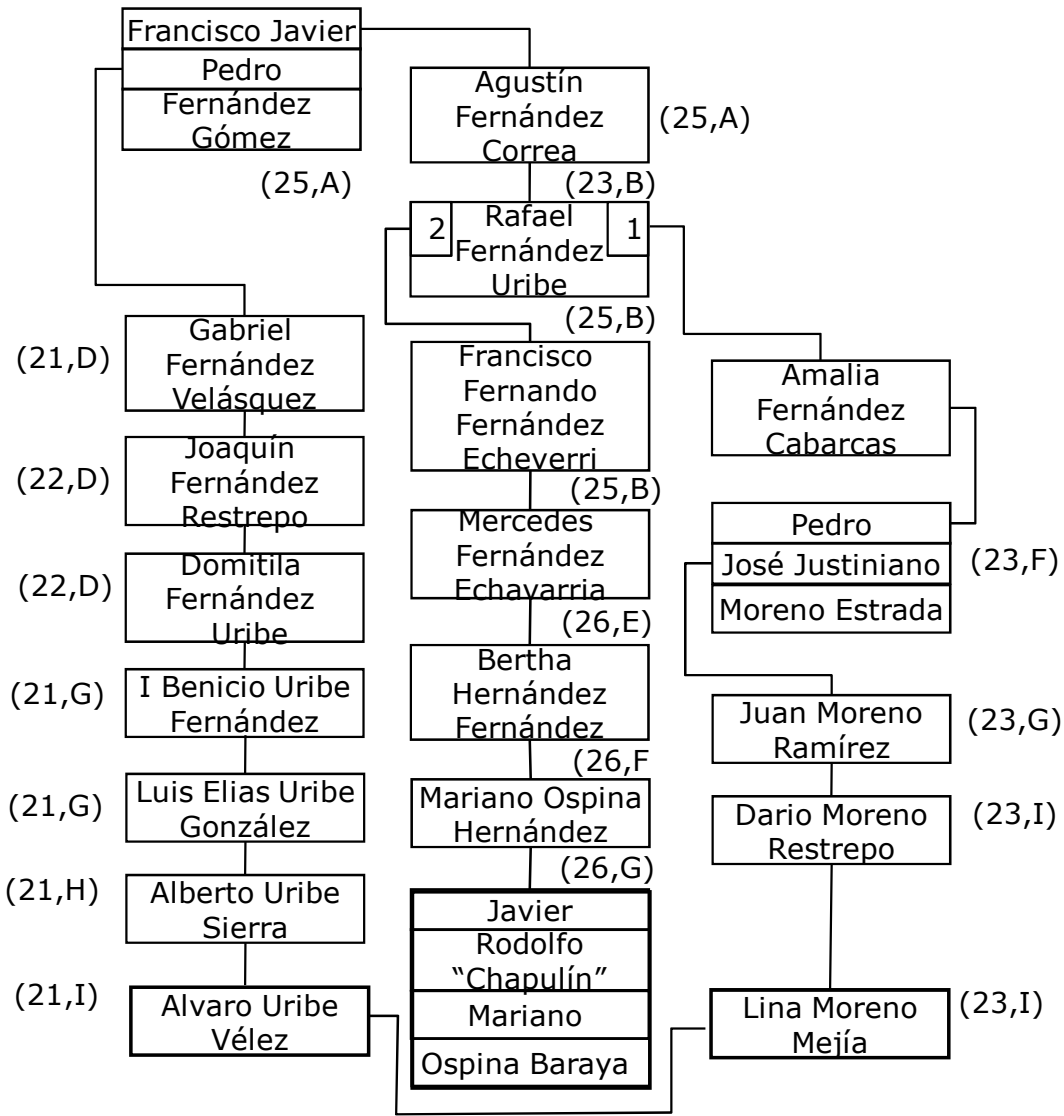 Francisco Javier
Pedro
Fernández
Gómez
(25,A)
Agustín
Fernández
Correa
(25,A)
(23,B)
2
Rafael
Fernández
Uribe
1
(25,B)
Gabriel
Fernández
Velásquez
(21,D)
Joaquín
Fernández
Restrepo
(22,D)
Domitila
Fernández
Uribe
(22,D)
I Benicio Uribe
Fernández
(21,G)
Luis Elias Uribe
González
(21,G)
Alberto Uribe
Sierra
(21,H)
Alvaro Uribe
Vélez
(21,I)
Francisco
Fernando
Fernández
Echeverri
(25,B)
Mercedes
Fernández
Echavarria
(26,E)
Bertha
Hernández
Fernández
(26,F
Mariano Ospina
Hernández
(26,G)
Javier
Rodolfo
“Chapulín”
Mariano
Ospina Baraya
Amalia
Fernández
Cabarcas
Pedro
José Justiniano
Moreno Estrada
(23,F)
Juan Moreno
Ramírez
(23,G)
Dario Moreno
Restrepo
(23,I)
Lina Moreno
Mejía
(23,I)